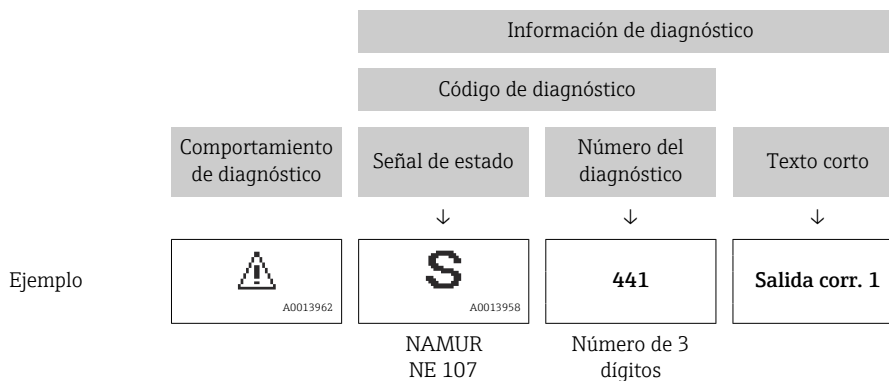 Información de diagnóstico
Código de diagnóstico
Comportamiento
de diagnóstico
Señal de estado
Número del
diagnóstico
Texto corto
↓ ↓ ↓
Ejemplo
A0013962
S
A0013958
441
Salida corr. 1
NAMUR
NE 107
Número de 3
dígitos